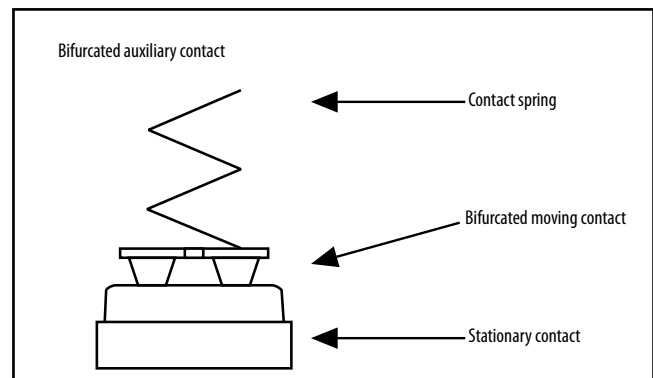 Bifurcated auxiliary contact
Contact spring
Bifurcated moving contact
Stationary contact